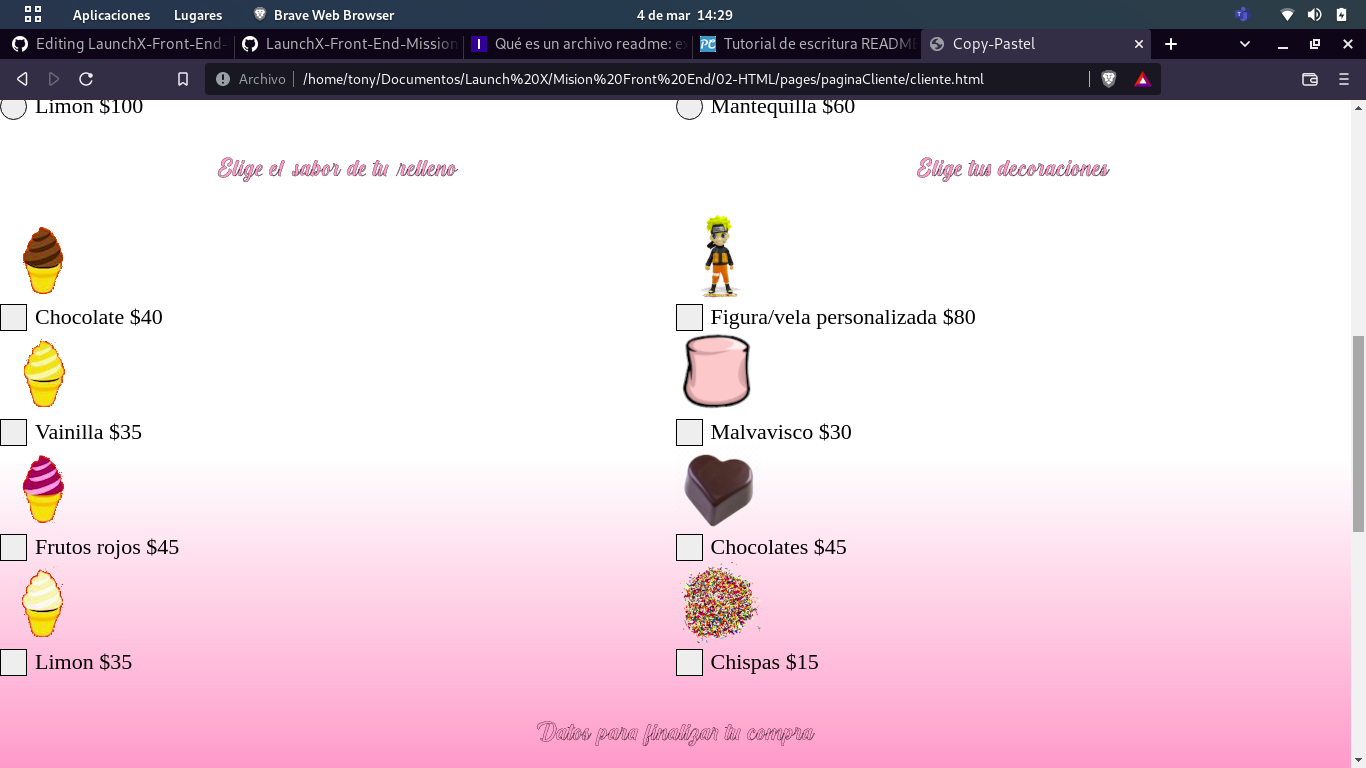 Aplicaciones Lugares Brave Web Browser 4 de mar 14:29
Editing LaunchX-Front-End- LaunchX-Front-End-Mission Qué es un archivo readme: Tutorial de escritura README Copy-Pastel
Archivo /home/tony/Documentos/Launch%20X/Mision%20Front%20End/02-HTML/pages/paginaCliente/cliente.html
Limon $100 Mantequilla $60
Elige el sabor de tu relleno Elige tus decoraciones
Chocolate $40 Figura/vela personalizada $80
Vainilla $35 Malvavisco $30
Frutos rojos $45 Chocolates $45
Limon $35 Chispas $15
Datos para finalizar tu compra